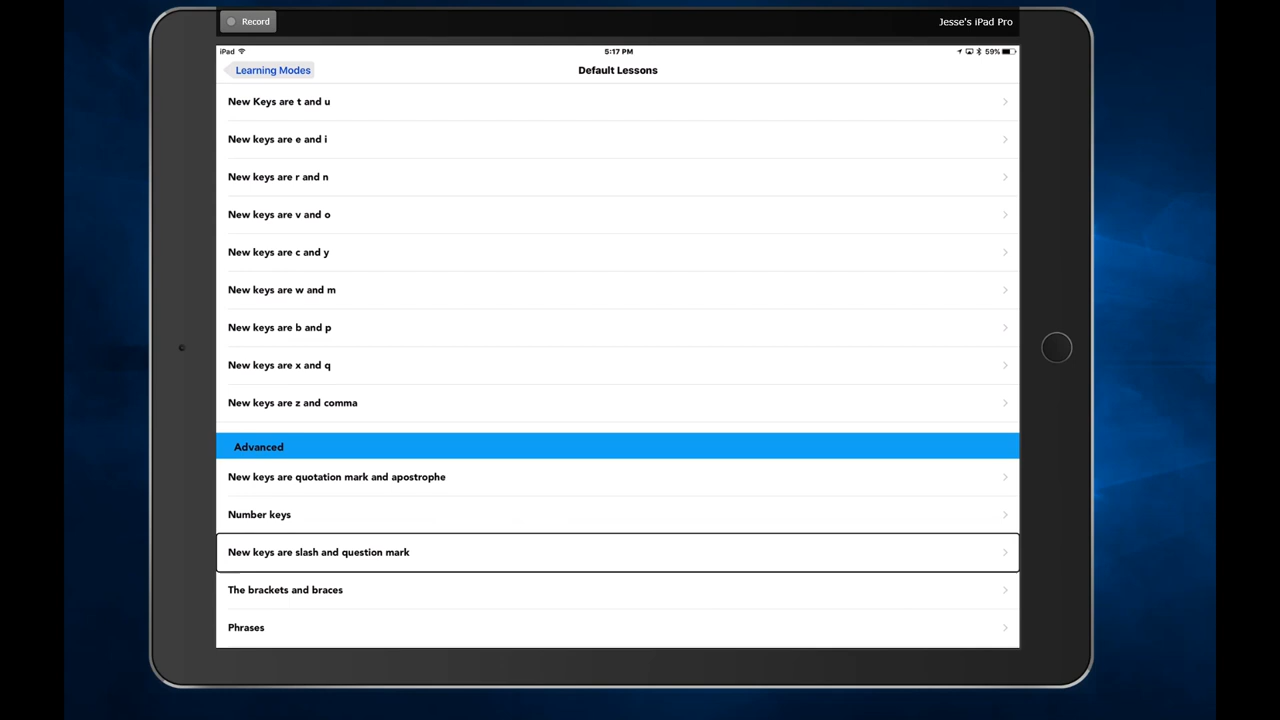 Record
Jesse's iPad Pro
iPad 5:17 PM 59%
Learning Modes Default Lessons
New Keys are t and u
New keys are e and i
New keys are r and n
New keys are v and o
New keys are c and y
New keys are w and m
New keys are b and p
New keys are x and q
New keys are z and comma
Advanced
New keys are quotation mark and apostrophe
Number keys
New keys are slash and question mark
The brackets and braces
Phrases